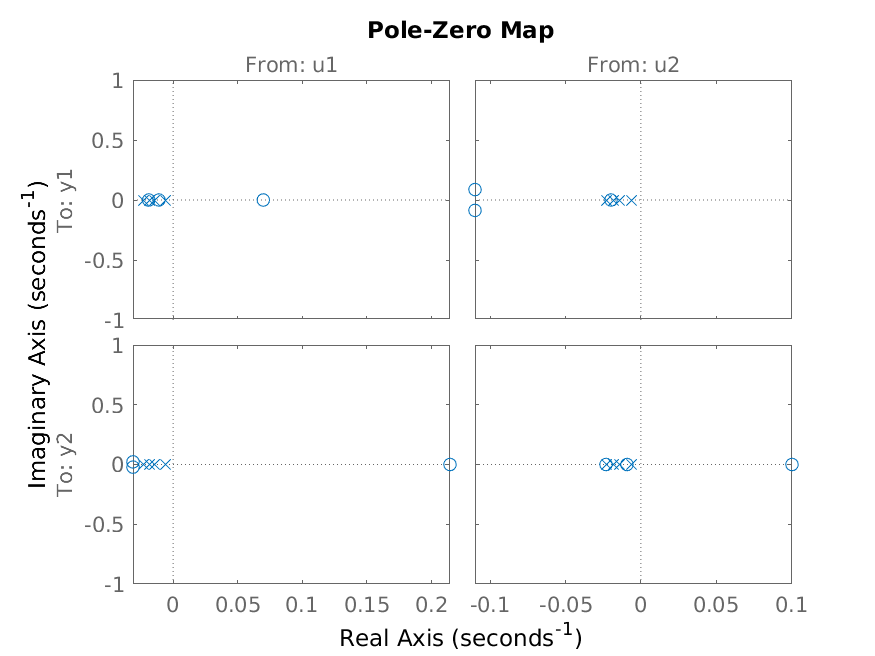 Pole-Zero Map
From: u1
From: u2
1
0.5
0
-0.5
-1
To: y1
Imaginary Axis (seconds⁻¹)
1
0.5
0
-0.5
-1
To: y2
0 0.05 0.1 0.15 0.2
-0.1 -0.05 0 0.05 0.1
Real Axis (seconds⁻¹)